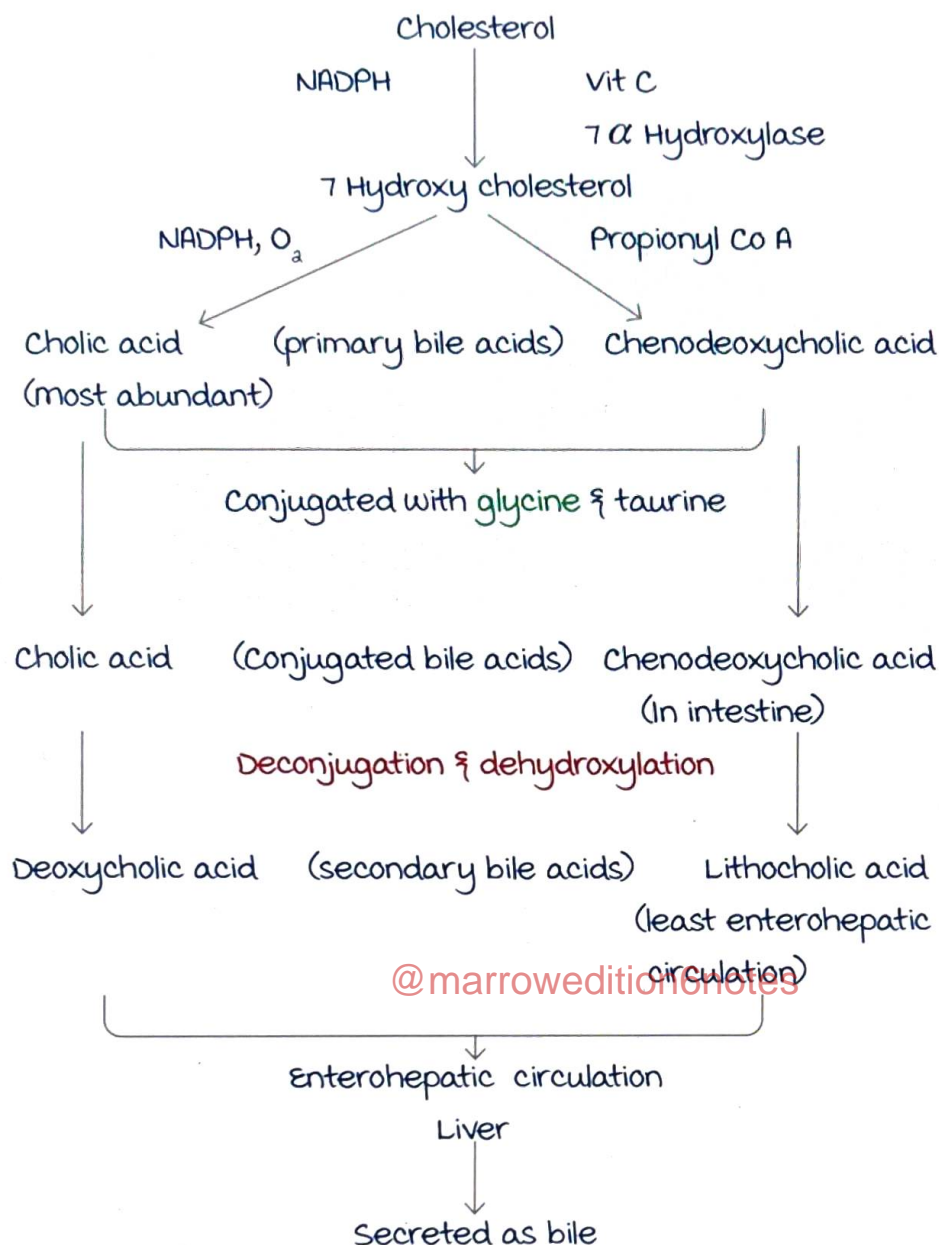 Cholesterol
NADPH
Vit C
7 α Hydroxylase
7 Hydroxy cholesterol
NADPH, O₂
Propionyl Co A
Cholic acid (primary bile acids) Chenodeoxycholic acid
(most abundant)
Conjugated with glycine & taurine
Cholic acid (Conjugated bile acids) Chenodeoxycholic acid
(In intestine)
Deconjugation & dehydroxylation
Deoxycholic acid (secondary bile acids) Lithocholic acid
(least enterohepatic
circulation)
@marrowedition6notes
Enterohepatic circulation
Liver
Secreted as bile